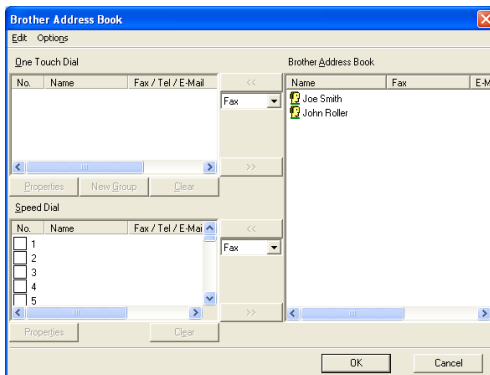 Brother Address Book
Edit Options
One Touch Dial
No. Name Fax / Tel / E-Mail
<<
Fax
>>
Properties New Group Clear
Speed Dial
No. Name Fax / Tel / E-Mai
1
2
3
4
5
<<
Fax
>>
Properties Clear
Brother Address Book
Name Fax E-M
Joe Smith
John Roller
OK Cancel